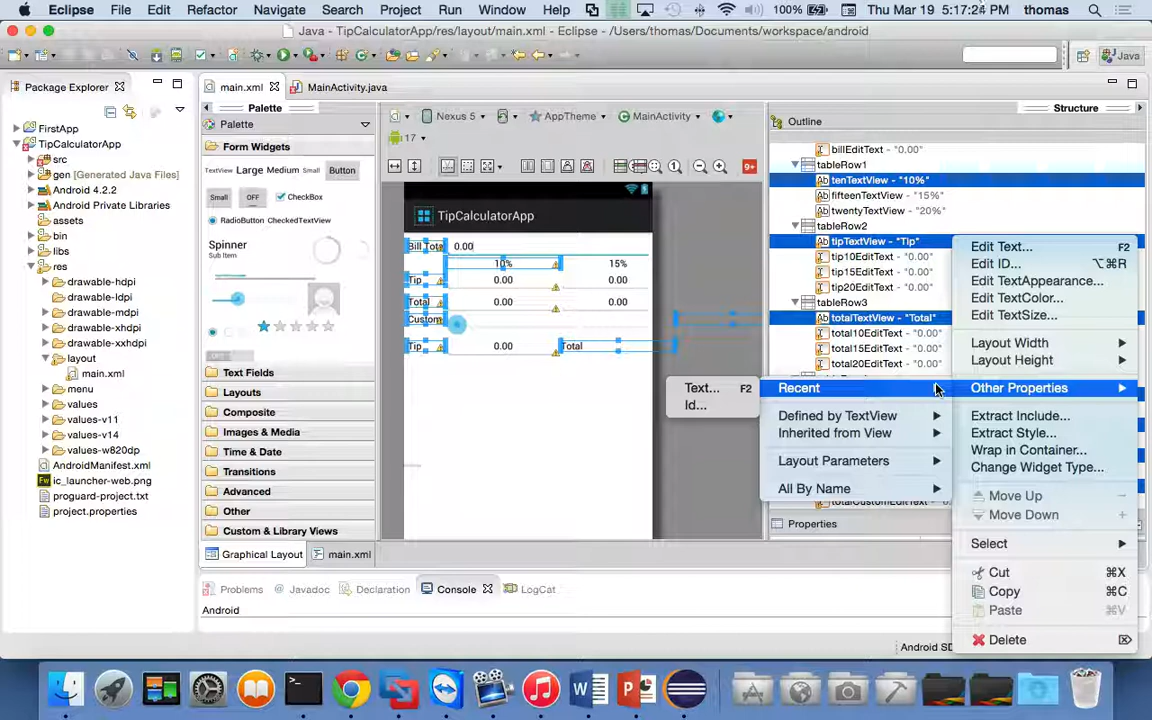 Eclipse File Edit Refactor Navigate Search Project Run Window Help 100% Thu Mar 19 5:17:24 pm thomas
Java - TipCalculatorApp/res/layout/main.xml - Eclipse - /Users/thomas/Documents/workspace/android
Java
Package Explorer
FirstApp
TipCalculatorApp
src
gen [Generated Java Files]
Android 4.2.2
Android Private Libraries
assets
bin
libs
res
drawable-hdpi
drawable-ldpi
drawable-mdpi
drawable-xhdpi
drawable-xxhdpi
layout
main.xml
menu
values
values-v11
values-v14
values-w820dp
AndroidManifest.xml
ic_launcher-web.png
proguard-project.txt
project.properties
main.xml
MainActivity.java
Palette
Palette
Form Widgets
TextView Large Medium Small Button
Small OFF CheckBox
RadioButton CheckedTextView
Spinner
Sub Item
OFF
Text Fields
Layouts
Composite
Images & Media
Time & Date
Transitions
Advanced
Other
Custom & Library Views
Graphical Layout
main.xml
Nexus 5
AppTheme
MainActivity
17
9+
TipCalculatorApp
Bill Tota 0.00
10% 15%
Tip 0.00 0.00
Total 0.00 0.00
Custom
Tip 0.00 Total
Structure
Outline
billEditText - "0.00"
tableRow1
tenTextView - "10%"
fifteenTextView - "15%"
twentyTextView - "20%"
tableRow2
tipTextView - "Tip"
tip10EditText - "0.00"
tip15EditText - "0.00"
tip20EditText - "0.00"
tableRow3
totalTextView - "Total"
total10EditText - "0.00"
total15EditText - "0.00"
total20EditText - "0.00"
totalCustomEditText - "0.00"
Properties
Edit Text... F2
Edit ID... ⌥⌘R
Edit TextAppearance...
Edit TextColor...
Edit TextSize...
Layout Width
Layout Height
Other Properties
Extract Include...
Extract Style...
Wrap in Container...
Change Widget Type...
Move Up -
Move Down +
Select
Cut ⌘X
Copy ⌘C
Paste ⌘V
Delete ⌦
Recent
Defined by TextView
Inherited from View
Layout Parameters
All By Name
Text... F2
Id...
Problems
Javadoc
Declaration
Console
LogCat
Android
Android SD